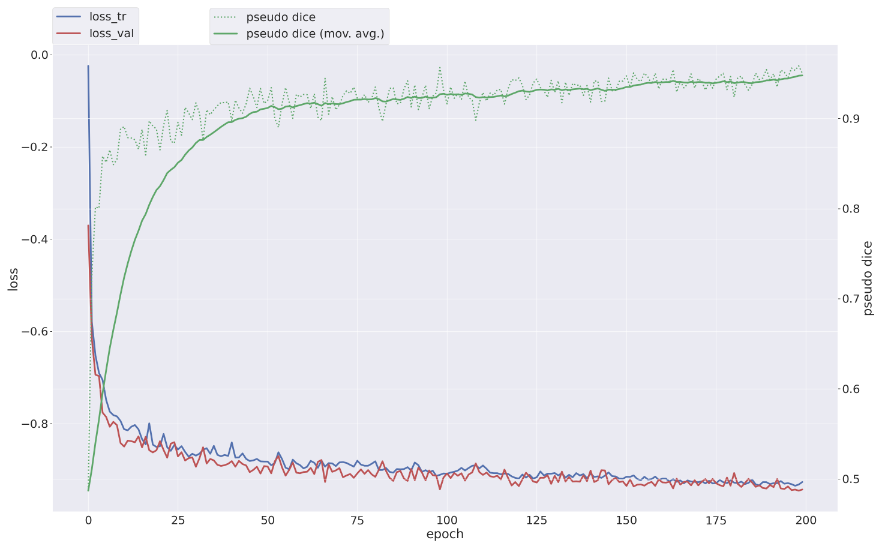 loss_tr
loss_val
pseudo dice
pseudo dice (mov. avg.)
0.0
−0.2
−0.4
−0.6
−0.8
loss
0.9
0.8
0.7
0.6
0.5
pseudo dice
0
25
50
75
100
125
150
175
200
epoch